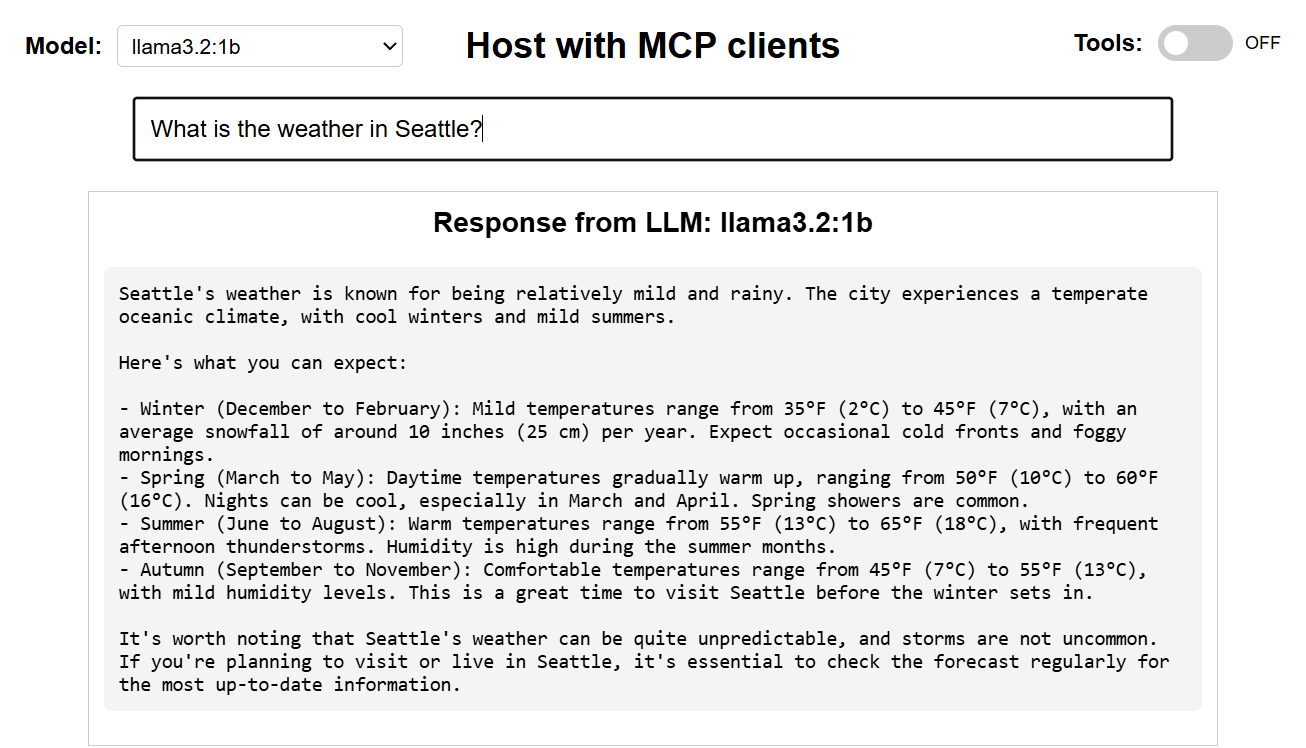 Model: llama3.2:1b Host with MCP clients Tools: OFF
What is the weather in Seattle?
Response from LLM: llama3.2:1b
Seattle's weather is known for being relatively mild and rainy. The city experiences a temperate
oceanic climate, with cool winters and mild summers.
Here's what you can expect:
- Winter (December to February): Mild temperatures range from 35°F (2°C) to 45°F (7°C), with an
average snowfall of around 10 inches (25 cm) per year. Expect occasional cold fronts and foggy
mornings.
- Spring (March to May): Daytime temperatures gradually warm up, ranging from 50°F (10°C) to 60°F
(16°C). Nights can be cool, especially in March and April. Spring showers are common.
- Summer (June to August): Warm temperatures range from 55°F (13°C) to 65°F (18°C), with frequent
afternoon thunderstorms. Humidity is high during the summer months.
- Autumn (September to November): Comfortable temperatures range from 45°F (7°C) to 55°F (13°C),
with mild humidity levels. This is a great time to visit Seattle before the winter sets in.
It's worth noting that Seattle's weather can be quite unpredictable, and storms are not uncommon.
If you're planning to visit or live in Seattle, it's essential to check the forecast regularly for
the most up-to-date information.